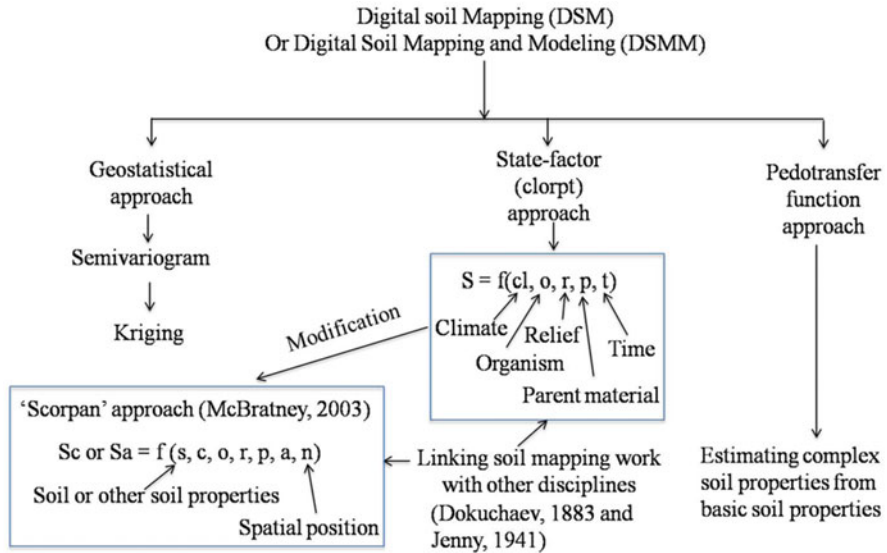 Digital soil Mapping (DSM)
Or Digital Soil Mapping and Modeling (DSMM)
Geostatistical
approach
Semivariogram
Kriging
State-factor
(clorpt)
approach
S = f(cl, o, r, p, t)
Climate
Organism
Relief
Parent material
Time
Modification
'Scorpan' approach (McBratney, 2003)
Sc or Sa = f (s, c, o, r, p, a, n)
Soil or other soil properties
Spatial position
Linking soil mapping work
with other disciplines
(Dokuchaev, 1883 and
Jenny, 1941)
Pedotransfer
function
approach
Estimating complex
soil properties from
basic soil properties